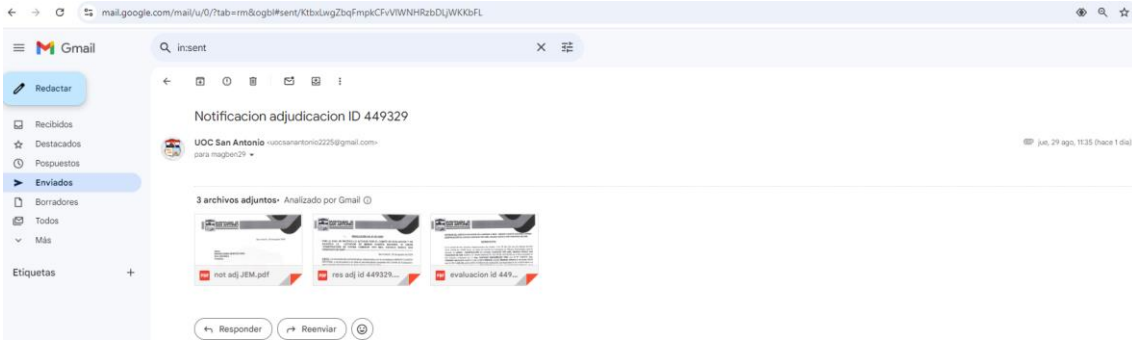 mail.google.com/mail/u/0/?tab=rm&ogbl#sent/KtbxLwgZbqFmpkCFvVlWNHRzbDLjWKKbFL
Gmail
in:sent
Redactar
Recibidos
Destacados
Pospuestos
Enviados
Borradores
Todos
Más
Etiquetas +
Notificacion adjudicacion ID 449329
UOC San Antonio <uocsanantonio2225@gmail.com>
para magben29
jue, 29 ago, 11:35 (hace 1 día)
3 archivos adjuntos • Analizado por Gmail
not adj JEM.pdf
res adj id 449329....
evaluacion id 449...
Responder
Reenviar